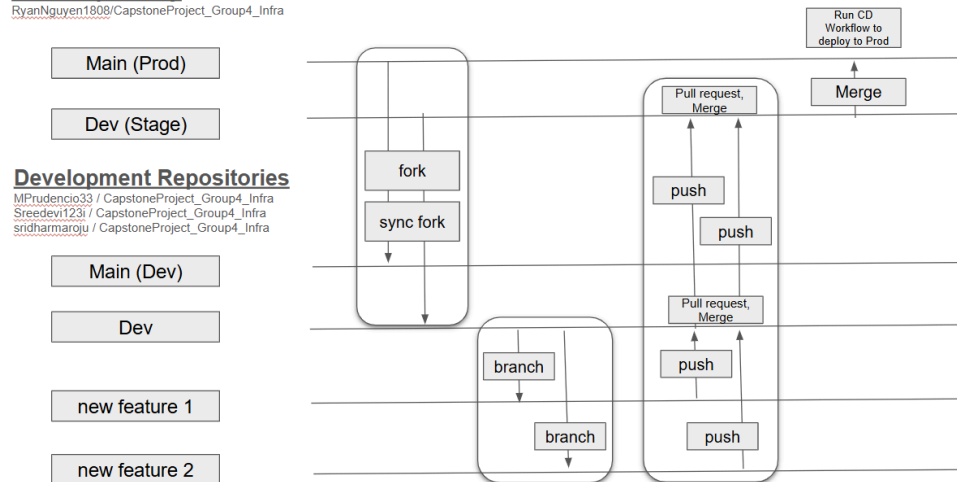 RyanNguyen1808/CapstoneProject_Group4_Infra
Run CD
Workflow to
deploy to Prod
Main (Prod)
Merge
Pull request,
Merge
Dev (Stage)
fork
Development Repositories
MPrudencio33 / CapstoneProject_Group4_Infra
Sreedevi123i / CapstoneProject_Group4_Infra
sridharmaroju / CapstoneProject_Group4_Infra
push
sync fork
push
Main (Dev)
Pull request,
Merge
Dev
branch
push
new feature 1
branch
push
new feature 2